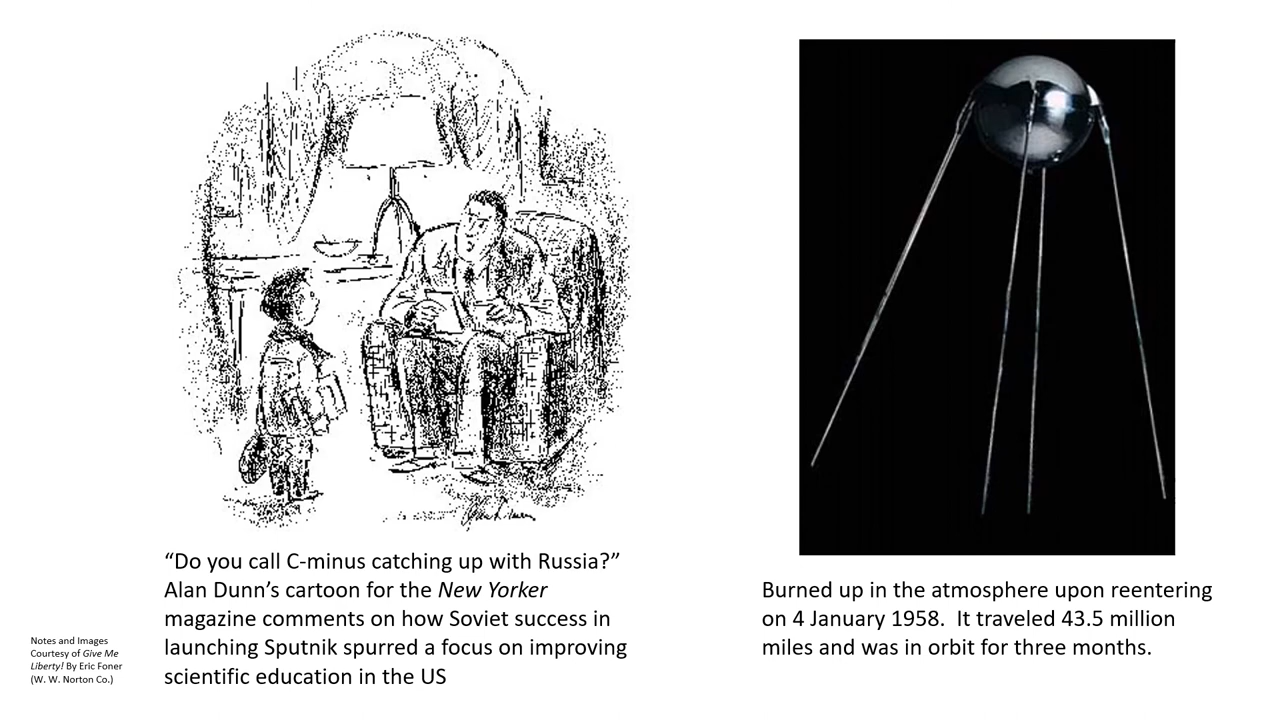 “Do you call C-minus catching up with Russia?”
Alan Dunn’s cartoon for the New Yorker
magazine comments on how Soviet success in
launching Sputnik spurred a focus on improving
scientific education in the US
Burned up in the atmosphere upon reentering
on 4 January 1958.  It traveled 43.5 million
miles and was in orbit for three months.
Notes and Images
Courtesy of Give Me
Liberty! By Eric Foner
(W. W. Norton Co.)